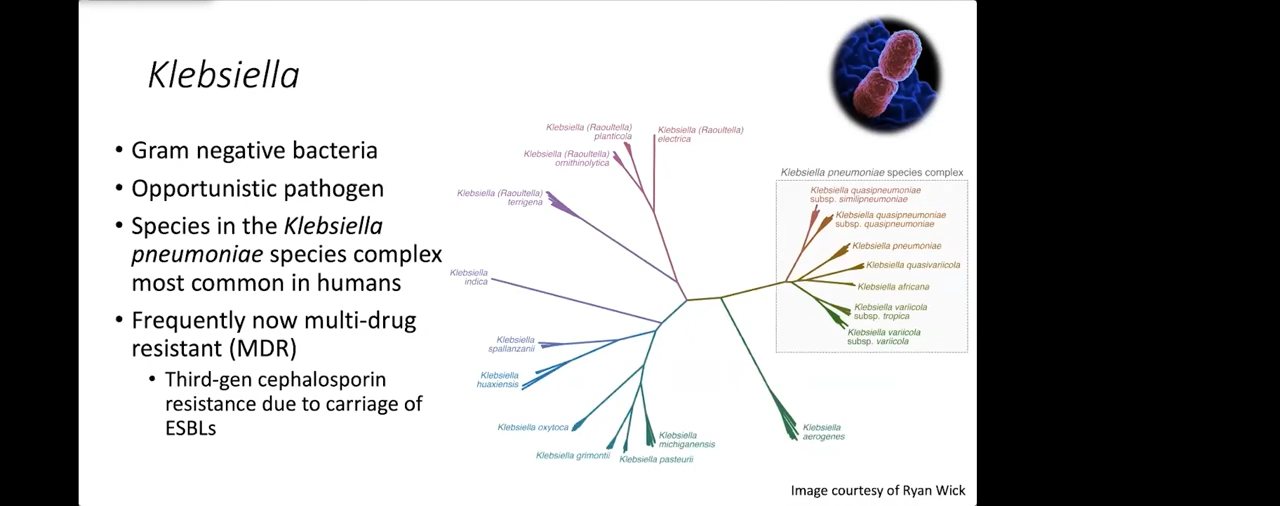 Klebsiella
• Gram negative bacteria
• Opportunistic pathogen
• Species in the Klebsiella
pneumoniae species complex
most common in humans
• Frequently now multi-drug
resistant (MDR)
• Third-gen cephalosporin
resistance due to carriage of
ESBLs
Klebsiella (Raoultella)
planticola
Klebsiella (Raoultella)
electrica
Klebsiella (Raoultella)
ornithinolytica
Klebsiella (Raoultella)
terrigena
Klebsiella
indica
Klebsiella
spallanzanii
Klebsiella
huaxiensis
Klebsiella oxytoca
Klebsiella grimontii
Klebsiella pasteurii
Klebsiella
michiganensis
Klebsiella
aerogenes
Klebsiella pneumoniae species complex
Klebsiella quasipneumoniae
subsp. similipneumoniae
Klebsiella quasipneumoniae
subsp. quasipneumoniae
Klebsiella pneumoniae
Klebsiella quasivariicola
Klebsiella africana
Klebsiella variicola
subsp. tropica
Klebsiella variicola
subsp. variicola
Image courtesy of Ryan Wick